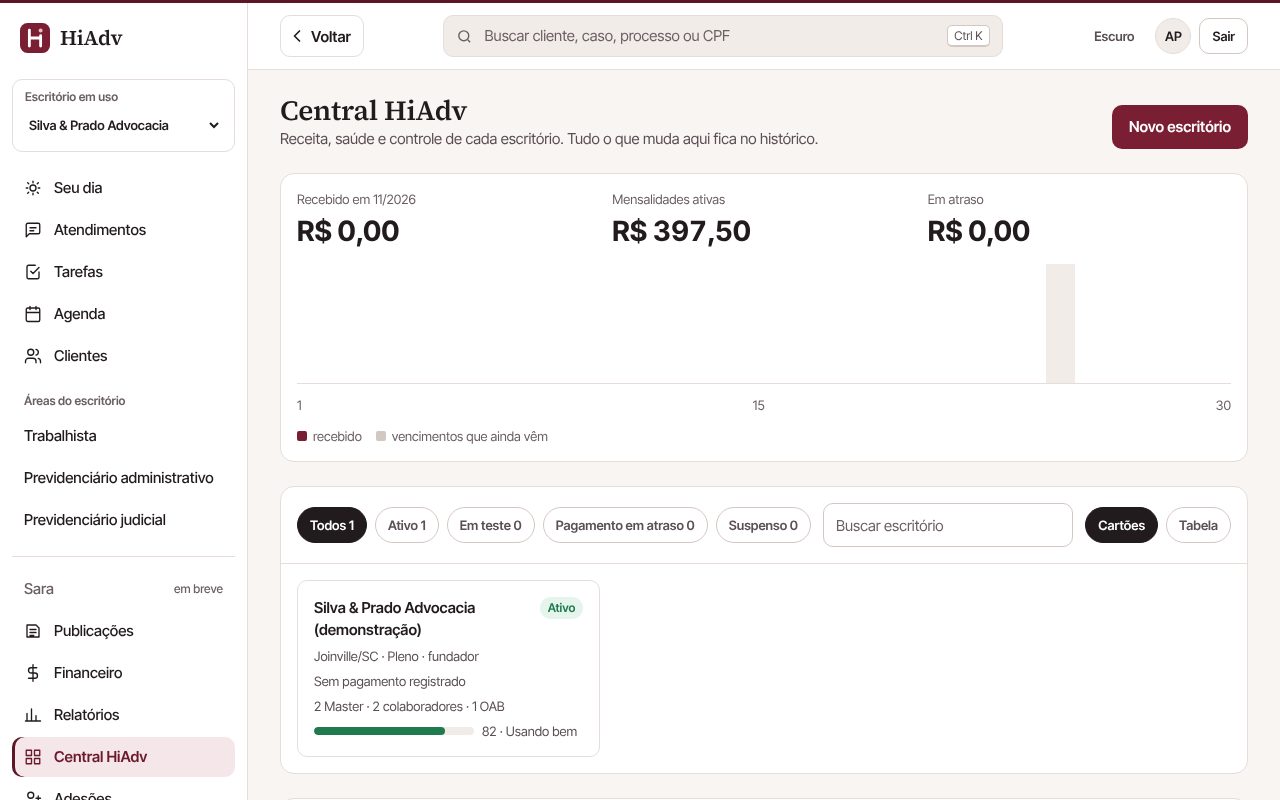 HiAdv
Voltar
Buscar cliente, caso, processo ou CPF
Ctrl K
Escuro
AP
Sair
Escritório em uso
Silva & Prado Advocacia
Seu dia
Atendimentos
Tarefas
Agenda
Clientes
Áreas do escritório
Trabalhista
Previdenciário administrativo
Previdenciário judicial
Sara
em breve
Publicações
Financeiro
Relatórios
Central HiAdv
Adesões
Central HiAdv
Receita, saúde e controle de cada escritório. Tudo o que muda aqui fica no histórico.
Novo escritório
Recebido em 11/2026
R$ 0,00
Mensalidades ativas
R$ 397,50
Em atraso
R$ 0,00
1
15
30
recebido
vencimentos que ainda vêm
Todos 1
Ativo 1
Em teste 0
Pagamento em atraso 0
Suspenso 0
Buscar escritório
Cartões
Tabela
Silva & Prado Advocacia
(demonstração)
Ativo
Joinville/SC · Pleno · fundador
Sem pagamento registrado
2 Master · 2 colaboradores · 1 OAB
82 · Usando bem